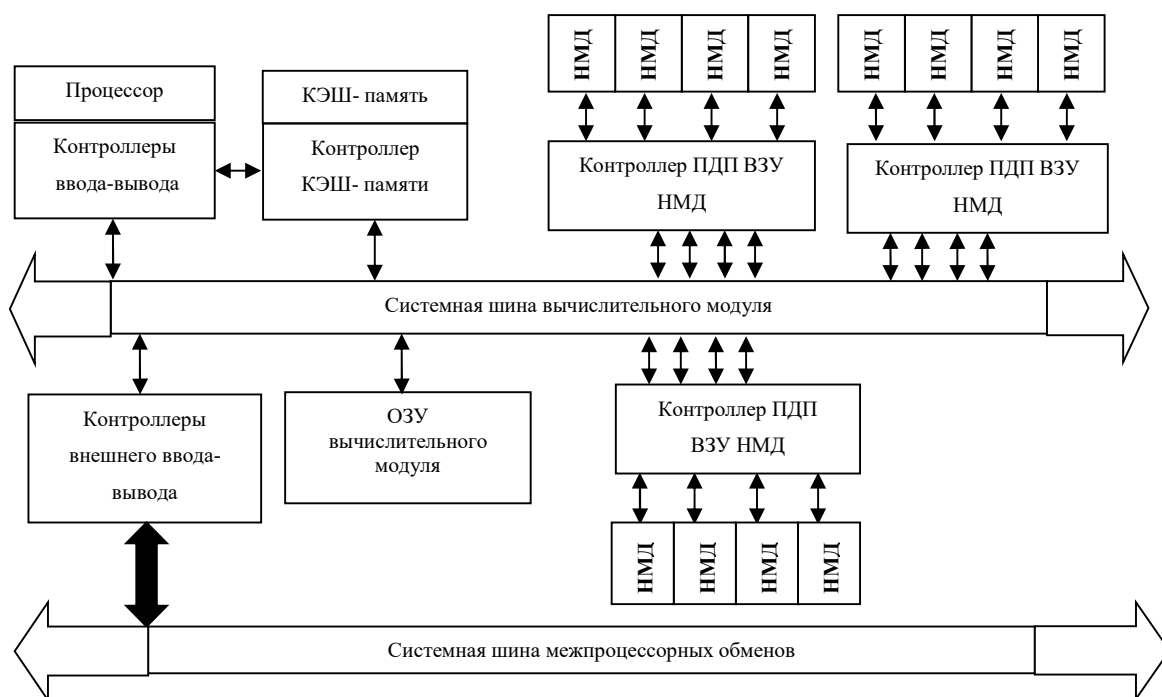 НМД НМД НМД НМД
НМД НМД НМД НМД
Процессор
КЭШ- память
Контроллеры
ввода-вывода
Контроллер
КЭШ- памяти
Контроллер ПДП ВЗУ
НМД
Контроллер ПДП ВЗУ
НМД
Системная шина вычислительного модуля
Контроллеры
внешнего ввода-
вывода
ОЗУ
вычислительного
модуля
Контроллер ПДП
ВЗУ НМД
НМД НМД НМД НМД
Системная шина межпроцессорных обменов